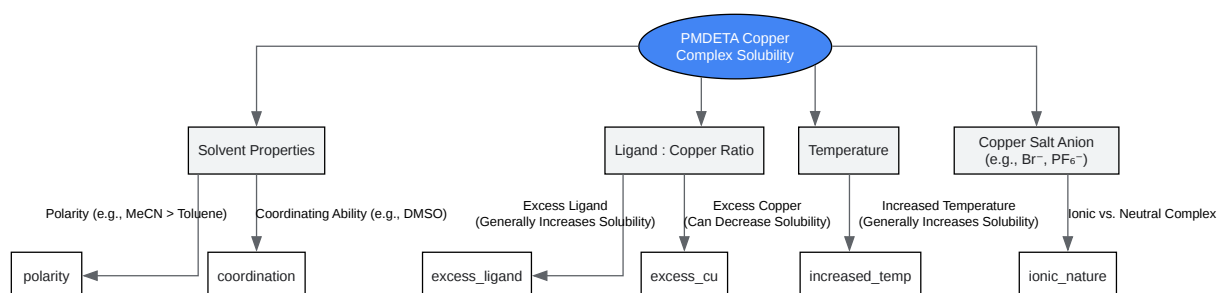 PMDETA Copper
Complex Solubility
Solvent Properties
Ligand : Copper Ratio
Temperature
Copper Salt Anion
(e.g., Br⁻, PF₆⁻)
Polarity (e.g., MeCN > Toluene)
Coordinating Ability (e.g., DMSO)
Excess Ligand
(Generally Increases Solubility)
Excess Copper
(Can Decrease Solubility)
Increased Temperature
(Generally Increases Solubility)
Ionic vs. Neutral Complex
polarity
coordination
excess_ligand
excess_cu
increased_temp
ionic_nature